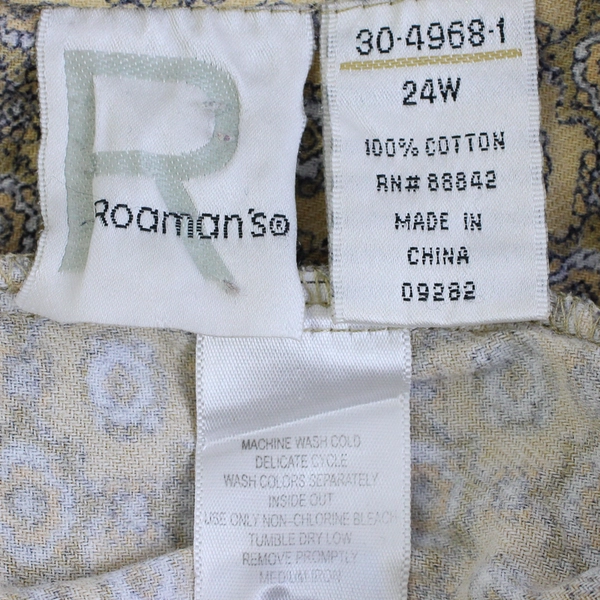 R
Roaman's®
30-4968-1
24W
100% COTTON
RN# 88842
MADE IN
CHINA
09282
MACHINE WASH COLD
DELICATE CYCLE
WASH COLORS SEPARATELY
INSIDE OUT
USE ONLY NON-CHLORINE BLEACH
TUMBLE DRY LOW
REMOVE PROMPTLY
MEDIUM IRON